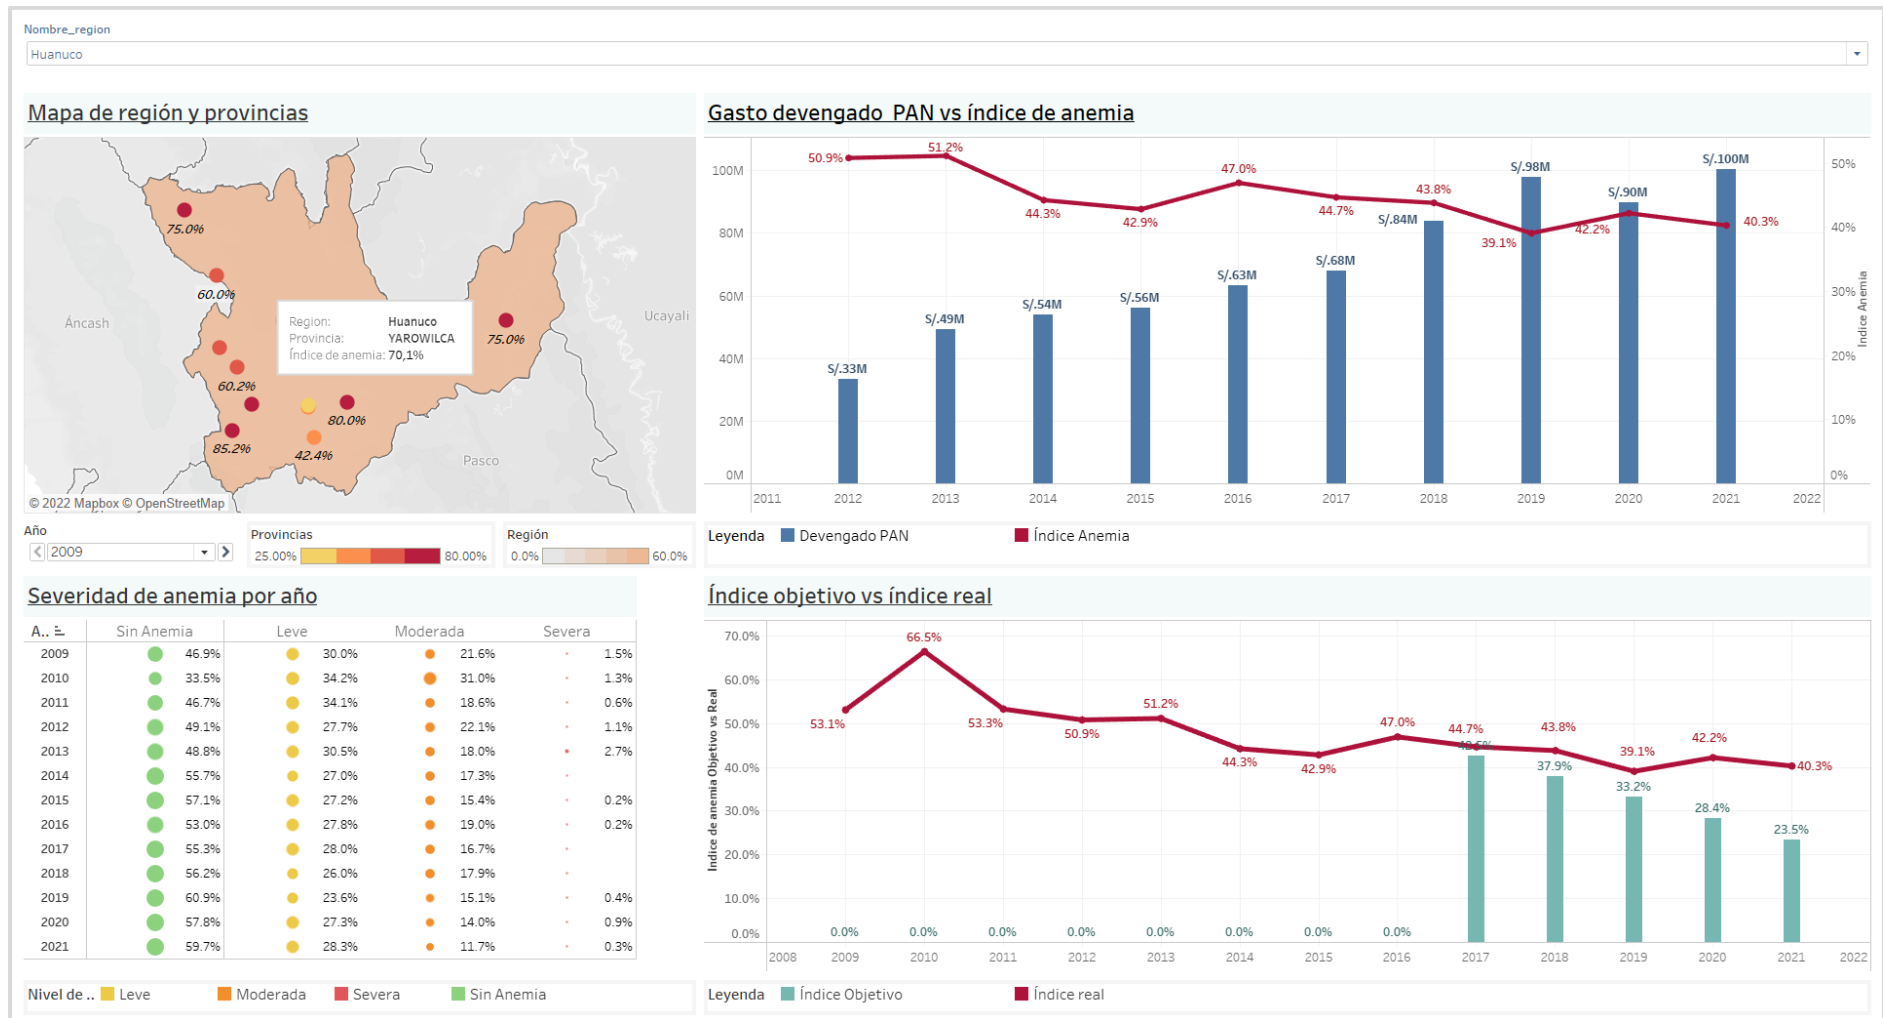 Nombre_region
Huanuco
Mapa de región y provincias
75.0%
60.0%
Áncash
Ucayali
Region: Huanuco
Provincia: YAROWILCA
Índice de anemia: 70,1%
75.0%
60.2%
80.0%
85.2%
42.4%
Pasco
© 2022 Mapbox © OpenStreetMap
Año
2009
Provincias
25.00% 80.00%
Región
0.0% 60.0%
Gasto devengado PAN vs índice de anemia
100M
80M
60M
40M
20M
0M
50.9% 51.2% 44.3% 42.9% 47.0% 44.7% 43.8% 39.1% 42.2% 40.3%
S/.33M S/.49M S/.54M S/.56M S/.63M S/.68M S/.84M S/.98M S/.90M S/.100M
50%
40%
30%
20%
10%
0%
Indice Anemia
2011 2012 2013 2014 2015 2016 2017 2018 2019 2020 2021 2022
Leyenda Devengado PAN Índice Anemia
Severidad de anemia por año
A.. Sin Anemia Leve Moderada Severa
2009 46.9% 30.0% 21.6% 1.5%
2010 33.5% 34.2% 31.0% 1.3%
2011 46.7% 34.1% 18.6% 0.6%
2012 49.1% 27.7% 22.1% 1.1%
2013 48.8% 30.5% 18.0% 2.7%
2014 55.7% 27.0% 17.3%
2015 57.1% 27.2% 15.4% 0.2%
2016 53.0% 27.8% 19.0% 0.2%
2017 55.3% 28.0% 16.7%
2018 56.2% 26.0% 17.9%
2019 60.9% 23.6% 15.1% 0.4%
2020 57.8% 27.3% 14.0% 0.9%
2021 59.7% 28.3% 11.7% 0.3%
Nivel de .. Leve Moderada Severa Sin Anemia
Índice objetivo vs índice real
Indice de anemia Objetivo vs Real
70.0%
60.0%
50.0%
40.0%
30.0%
20.0%
10.0%
0.0%
53.1% 66.5% 53.3% 50.9% 51.2% 44.3% 42.9% 47.0% 44.7% 43.8% 39.1% 42.2% 40.3%
0.0% 0.0% 0.0% 0.0% 0.0% 0.0% 0.0% 0.0% 37.9% 33.2% 28.4% 23.5%
2008 2009 2010 2011 2012 2013 2014 2015 2016 2017 2018 2019 2020 2021 2022
Leyenda Índice Objetivo Índice real